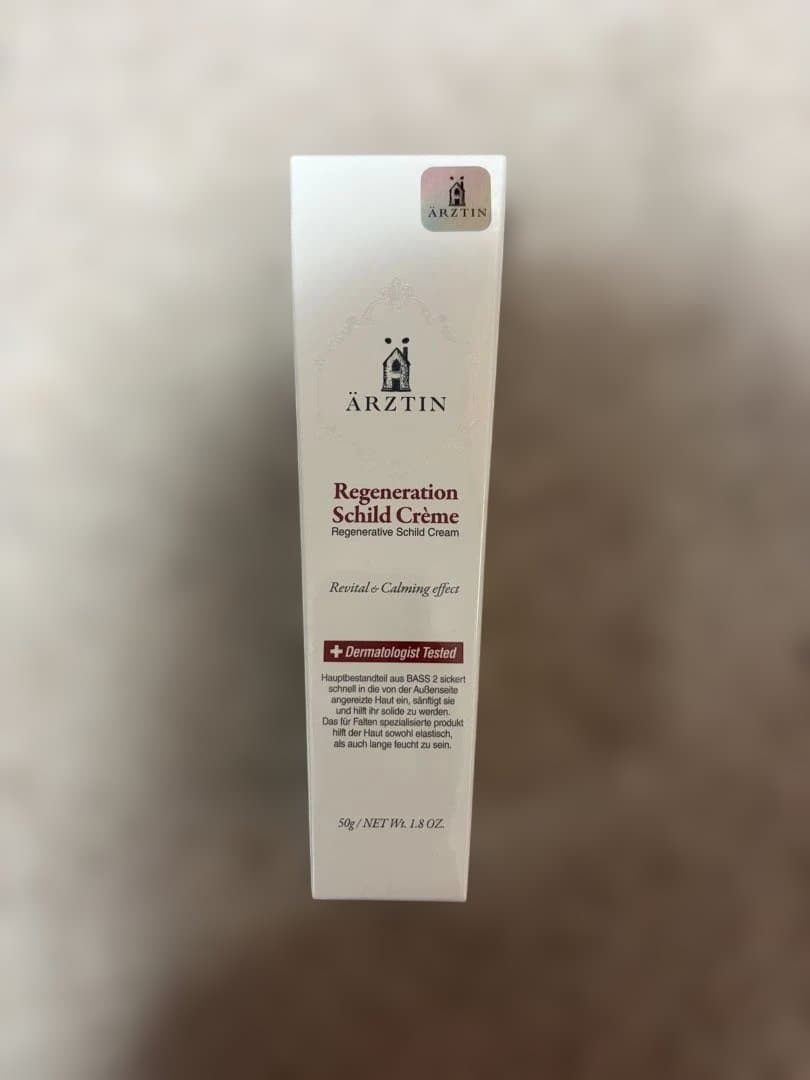 ÄRZTIN
ÄRZTIN
Regeneration
Schild Crème
Regenerative Schild Cream
Revital & Calming effect
Dermatologist Tested
Hauptbestandteil aus BASS 2 sickert
schnell in die von der Außenseite
angereizte Haut ein, sänftigt sie
und hilft ihr solide zu werden.
Das für Falten spezialisierte produkt
hilft der Haut sowohl elastisch,
als auch lange feucht zu sein.
50g / NET Wt. 1.8 OZ.